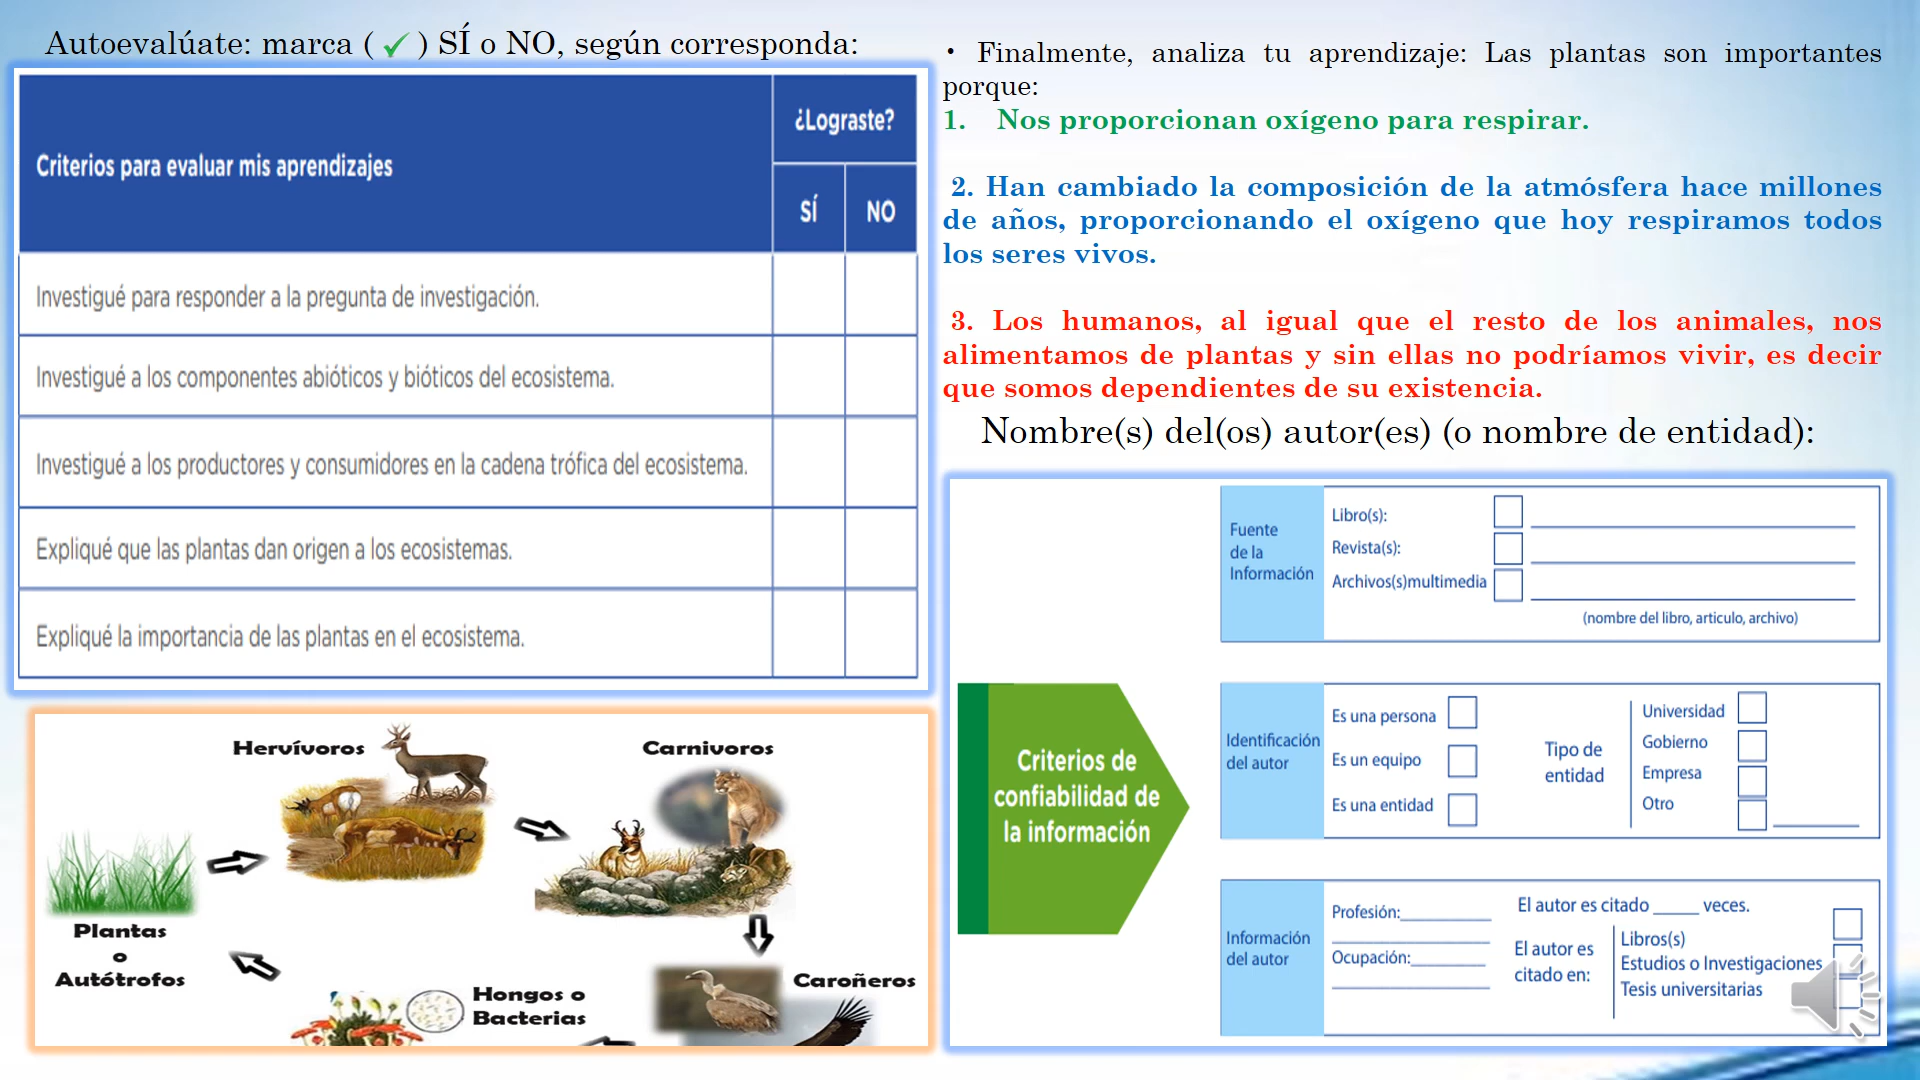 Autoevalúate: marca ( ✓ ) SÍ o NO, según corresponda:
Criterios para evaluar mis aprendizajes
¿Lograste?
SÍ
NO
Investigué para responder a la pregunta de investigación.
Investigué a los componentes abióticos y bióticos del ecosistema.
Investigué a los productores y consumidores en la cadena trófica del ecosistema.
Expliqué que las plantas dan origen a los ecosistemas.
Expliqué la importancia de las plantas en el ecosistema.
Hervívoros
Carnivoros
Plantas
o
Autótrofos
Hongos o
Bacterias
Caroñeros
• Finalmente, analiza tu aprendizaje: Las plantas son importantes
porque:
1. Nos proporcionan oxígeno para respirar.
2. Han cambiado la composición de la atmósfera hace millones
de años, proporcionando el oxígeno que hoy respiramos todos
los seres vivos.
3. Los humanos, al igual que el resto de los animales, nos
alimentamos de plantas y sin ellas no podríamos vivir, es decir
que somos dependientes de su existencia.
Nombre(s) del(os) autor(es) (o nombre de entidad):
Criterios de
confiabilidad de
la información
Fuente
de la
Información
Libro(s):
Revista(s):
Archivos(s)multimedia
(nombre del libro, articulo, archivo)
Identificación
del autor
Es una persona
Es un equipo
Es una entidad
Tipo de
entidad
Universidad
Gobierno
Empresa
Otro
Información
del autor
Profesión:
Ocupación:
El autor es citado _____ veces.
El autor es
citado en:
Libros(s)
Estudios o Investigaciones
Tesis universitarias